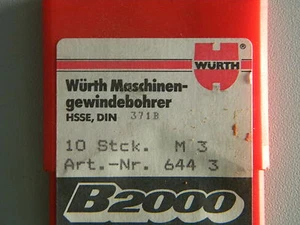 WÜRTH
Würth Maschinen-
gewindebohrer
HSSE, DIN 371B
10 Stck. M 3
Art.-Nr. 644 3
B2000